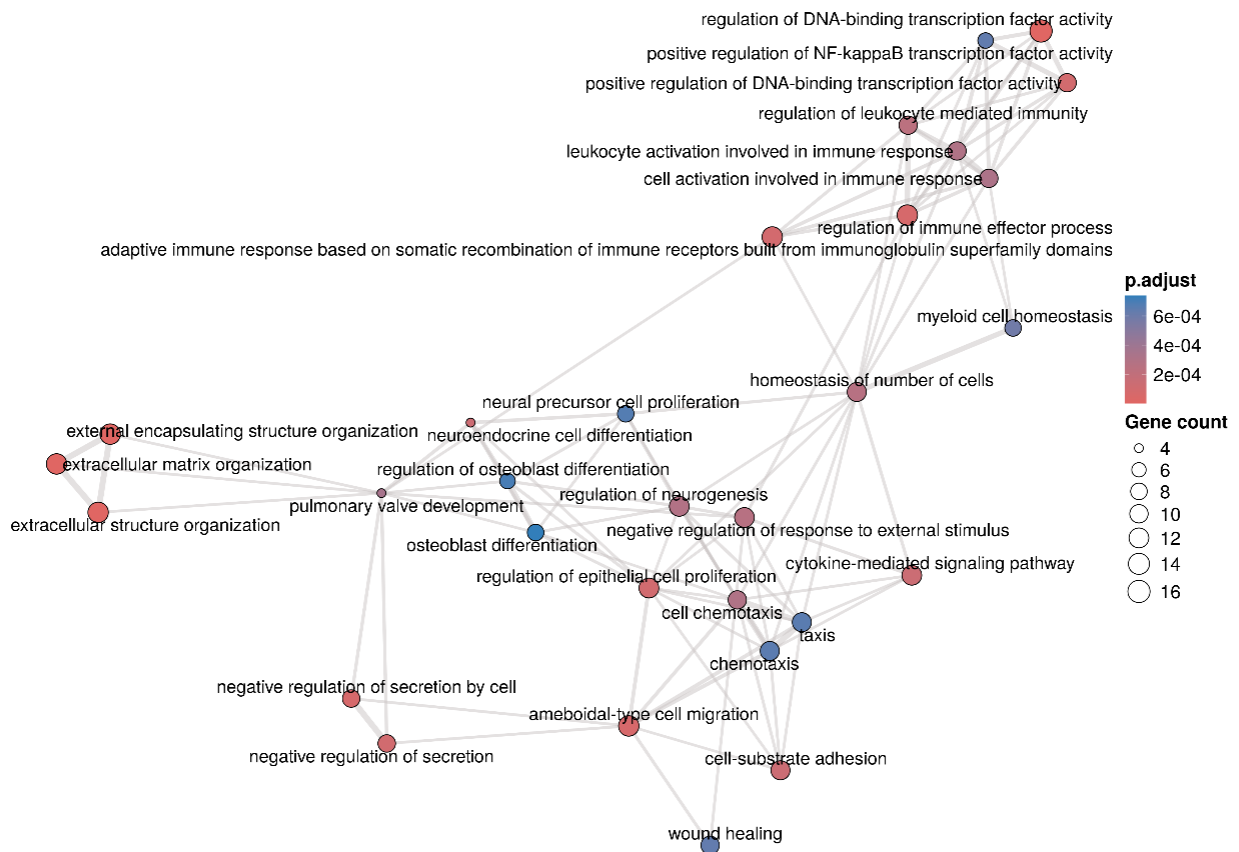 regulation of DNA-binding transcription factor activity
positive regulation of NF-kappaB transcription factor activity
positive regulation of DNA-binding transcription factor activity
regulation of leukocyte mediated immunity
leukocyte activation involved in immune response
cell activation involved in immune response
regulation of immune effector process
adaptive immune response based on somatic recombination of immune receptors built from immunoglobulin superfamily domains
myeloid cell homeostasis
homeostasis of number of cells
neural precursor cell proliferation
neuroendocrine cell differentiation
external encapsulating structure organization
extracellular matrix organization
extracellular structure organization
regulation of osteoblast differentiation
pulmonary valve development
regulation of neurogenesis
negative regulation of response to external stimulus
osteoblast differentiation
cytokine-mediated signaling pathway
regulation of epithelial cell proliferation
cell chemotaxis
taxis
chemotaxis
negative regulation of secretion by cell
ameboidal-type cell migration
negative regulation of secretion
cell-substrate adhesion
wound healing
p.adjust
6e-04
4e-04
2e-04
Gene count
4
6
8
10
12
14
16